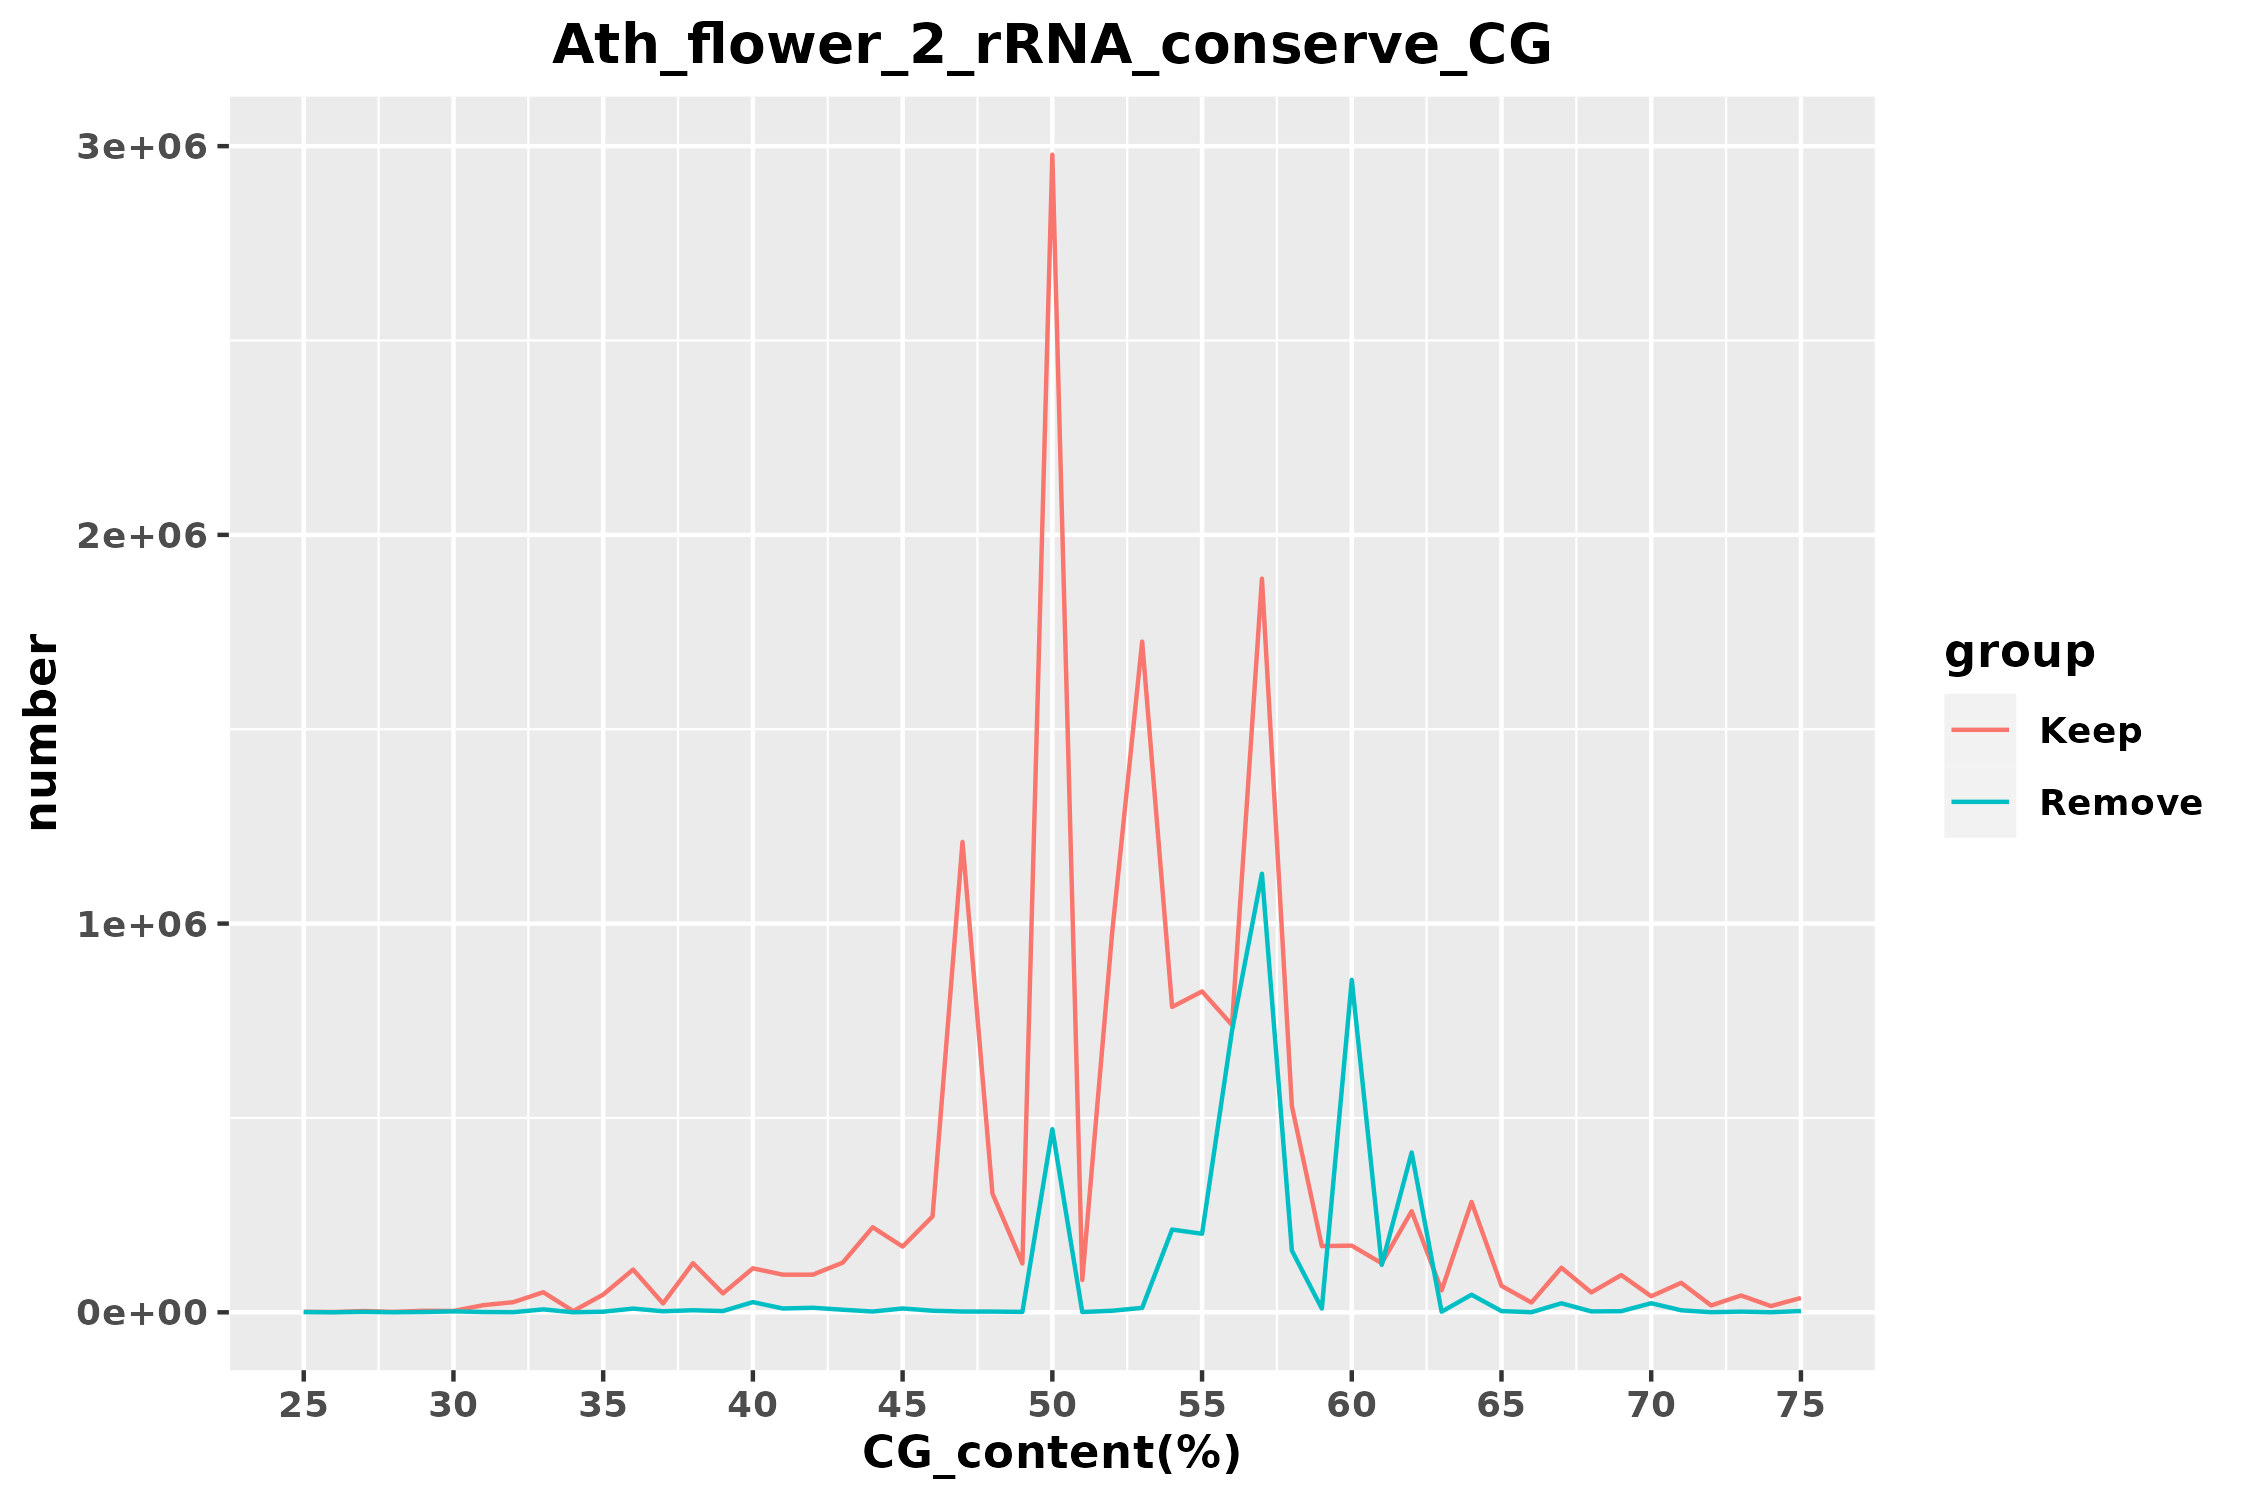 Ath_flower_2_rRNA_conserve_CG
3e+06
2e+06
1e+06
0e+00
number
25 30 35 40 45 50 55 60 65 70 75
CG_content(%)
group
Keep
Remove